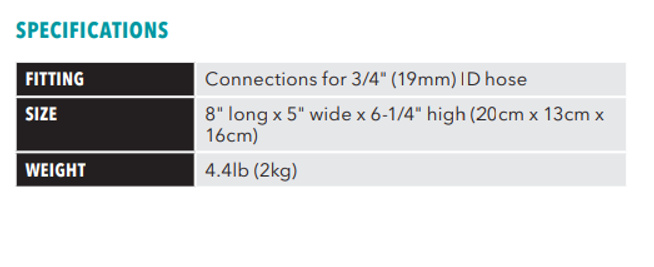 SPECIFICATIONS
FITTING
Connections for 3/4" (19mm) ID hose
SIZE
8" long x 5" wide x 6-1/4" high (20cm x 13cm x
16cm)
WEIGHT
4.4lb (2kg)